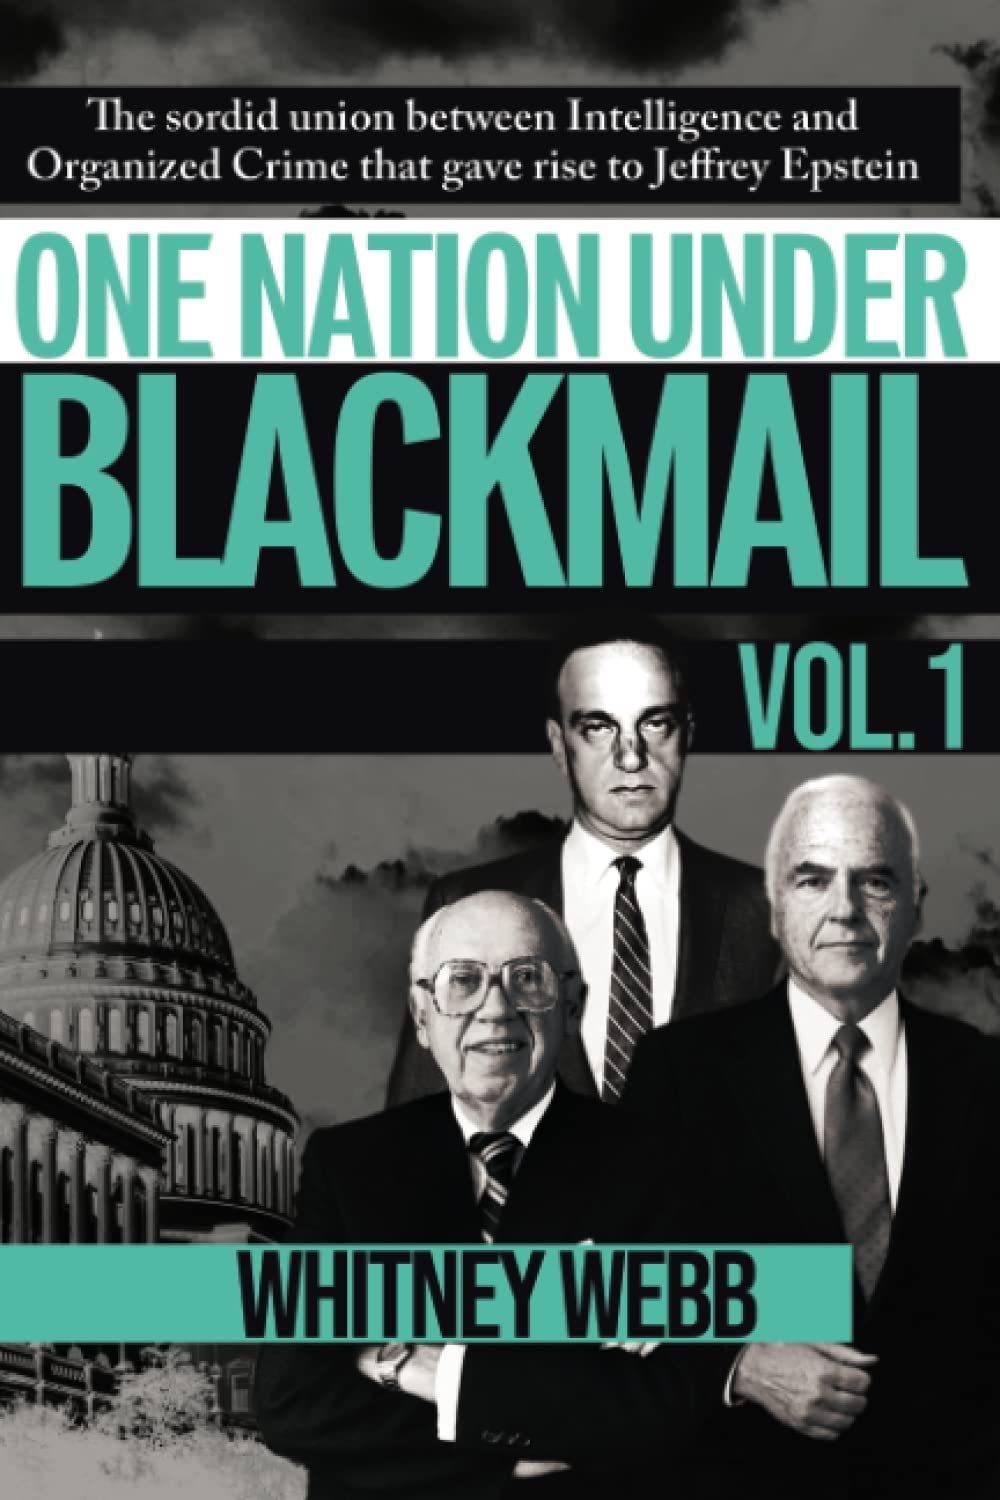 The sordid union between Intelligence and
Organized Crime that gave rise to Jeffrey Epstein
ONE NATION UNDER
BLACKMAIL
VOL. 1
WHITNEY WEBB